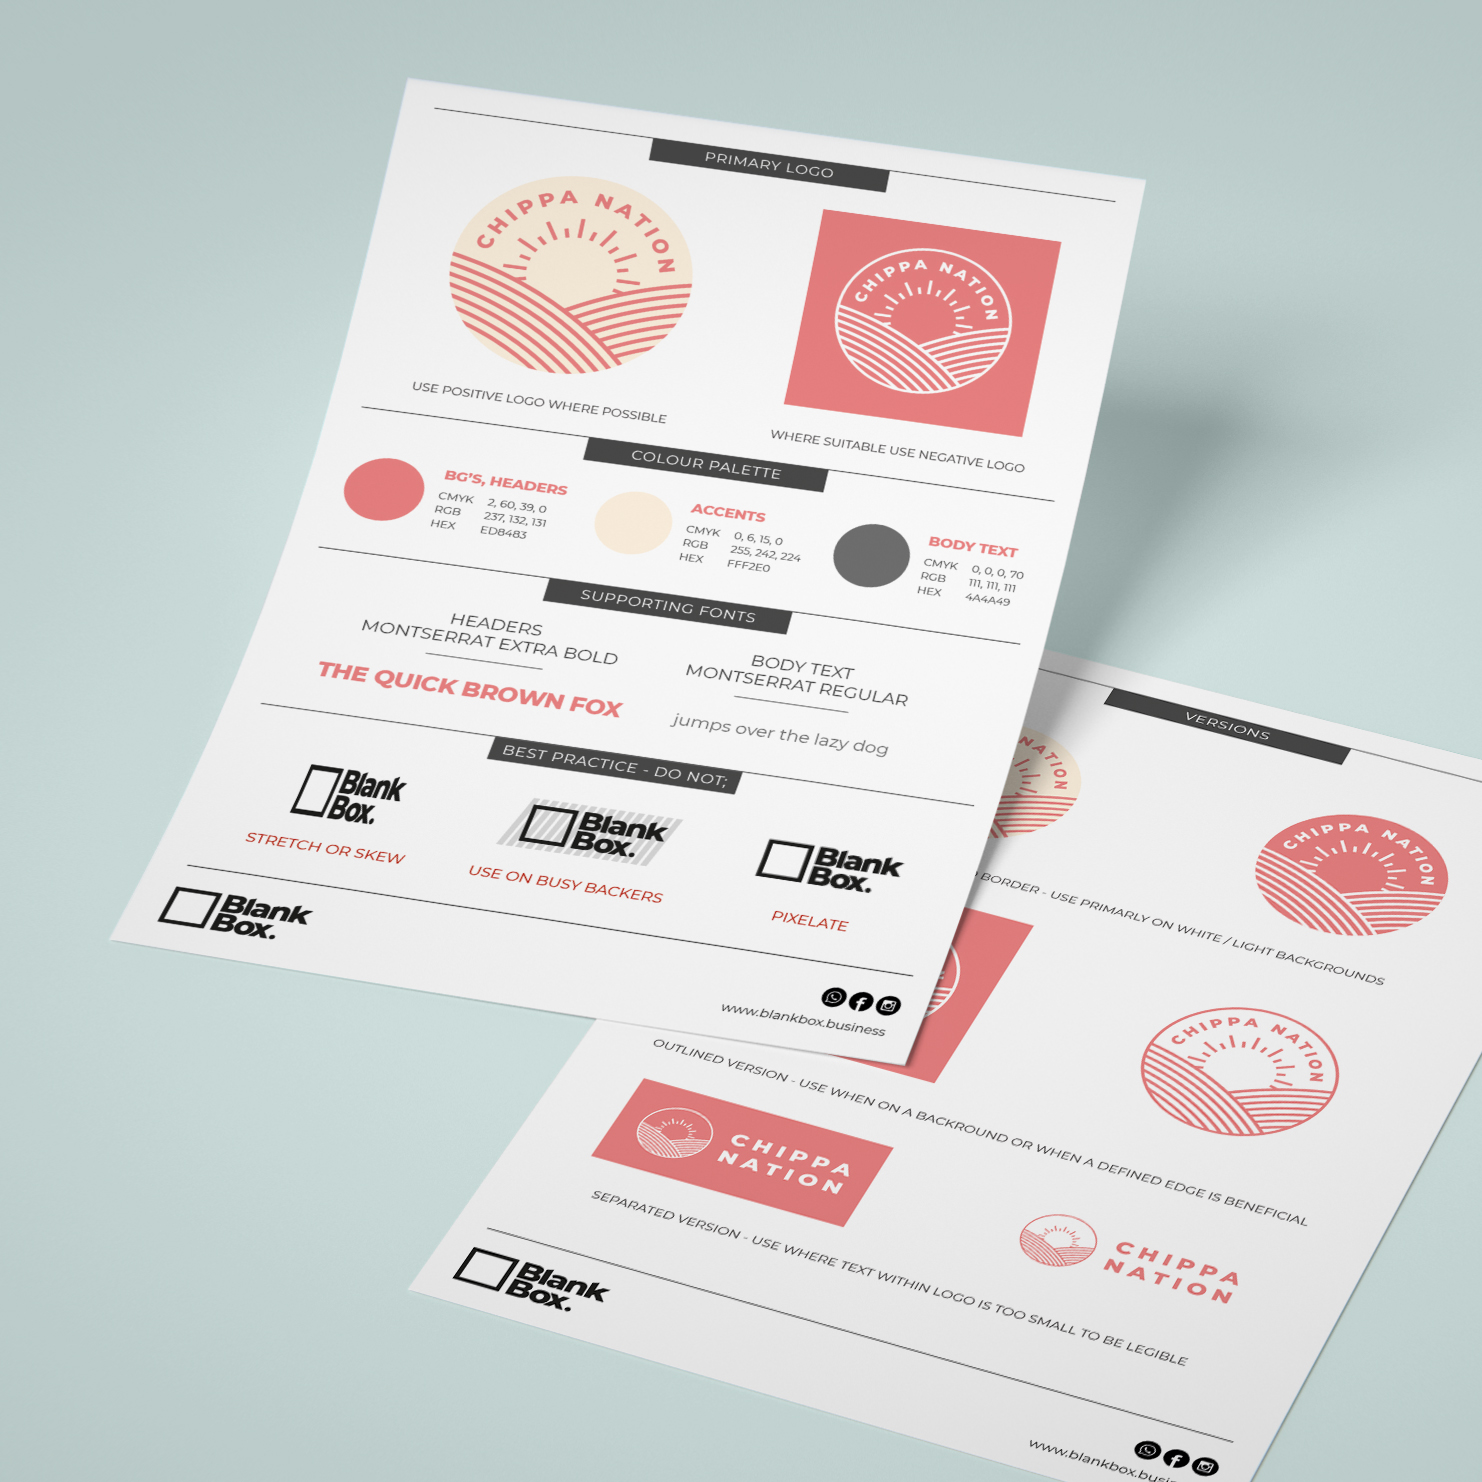 PRIMARY LOGO
CHIPPA NATION
CHIPPA NATION
USE POSITIVE LOGO WHERE POSSIBLE
WHERE SUITABLE USE NEGATIVE LOGO
COLOUR PALETTE
BG'S, HEADERS
CMYK 2, 60, 39, 0
RGB 237, 132, 131
HEX ED8483
ACCENTS
CMYK 0, 6, 15, 0
RGB 255, 242, 224
HEX FFF2E0
BODY TEXT
CMYK 0, 0, 0, 70
RGB 111, 111, 111
HEX 4A4A49
SUPPORTING FONTS
HEADERS
MONTSERRAT EXTRA BOLD
THE QUICK BROWN FOX
BODY TEXT
MONTSERRAT REGULAR
jumps over the lazy dog
BEST PRACTICE - DO NOT;
Blank
Box.
STRETCH OR SKEW
Blank
Box.
USE ON BUSY BACKERS
Blank
Box.
PIXELATE
Blank
Box.
www.blankbox.business
VERSIONS
NATION
CHIPPA NATION
BORDER - USE PRIMARLY ON WHITE / LIGHT BACKGROUNDS
CHIPPA NATION
OUTLINED VERSION - USE WHEN ON A BACKROUND OR WHEN A DEFINED EDGE IS BENEFICIAL
CHIPPA
NATION
CHIPPA
NATION
SEPARATED VERSION - USE WHERE TEXT WITHIN LOGO IS TOO SMALL TO BE LEGIBLE
Blank
Box.
www.blankbox.busi